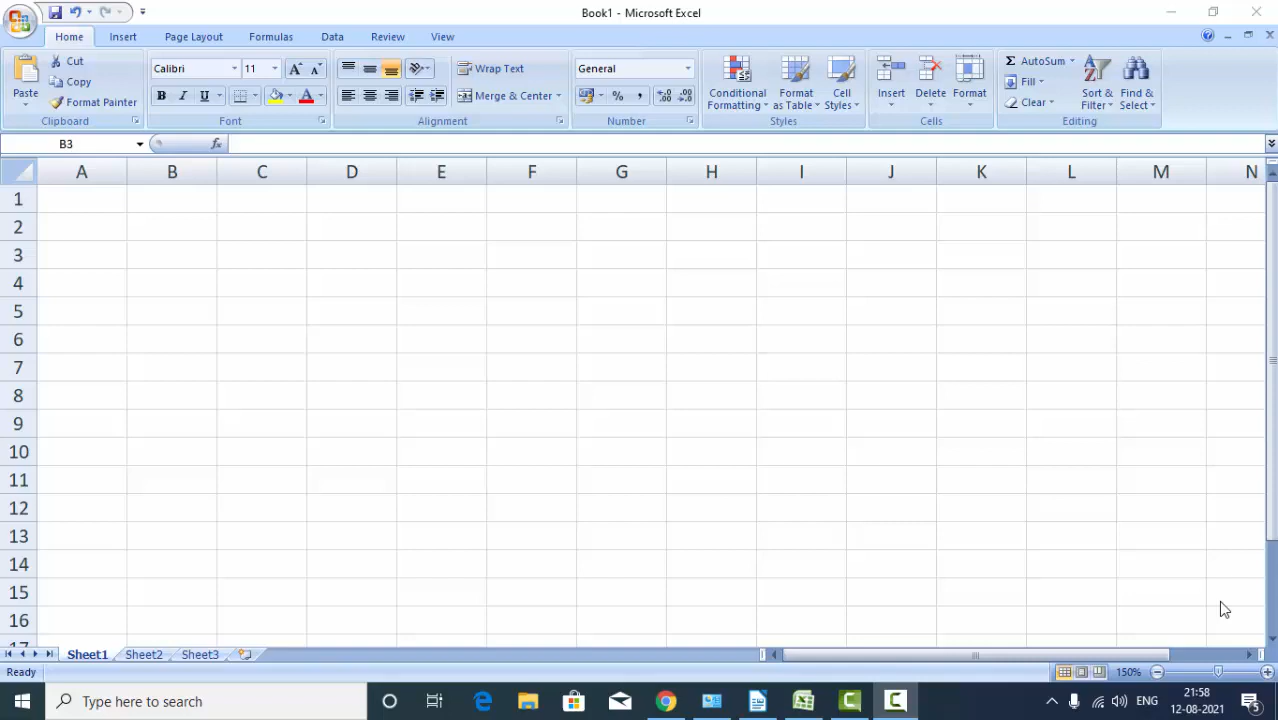 Book1 - Microsoft Excel
Home Insert Page Layout Formulas Data Review View
Paste
Cut
Copy
Format Painter
Clipboard
Calibri 11
B I U
Font
Wrap Text
Merge & Center
Alignment
General
% ,
Number
Conditional Formatting
Format as Table
Cell Styles
Styles
Insert Delete Format
Cells
Σ AutoSum
Fill
Clear
Sort & Filter
Find & Select
Editing
B3 fx
A B C D E F G H I J K L M N
1
2
3
4
5
6
7
8
9
10
11
12
13
14
15
16
17
Sheet1 Sheet2 Sheet3
Ready 150%
Type here to search
ENG
21:58
12-08-2021
5